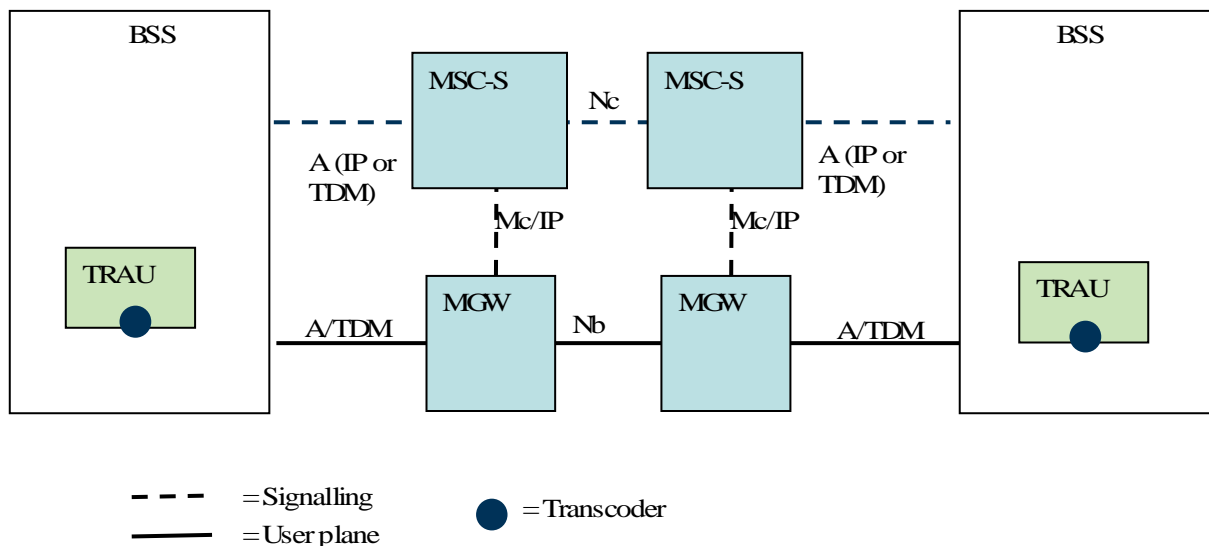 BSS
BSS
MSC-S
MSC-S
Nc
A (IP or
TDM)
A (IP or
TDM)
Mc/IP
Mc/IP
TRAU
TRAU
MGW
MGW
A/TDM
Nb
A/TDM
= Signalling
= Transcoder
= User plane